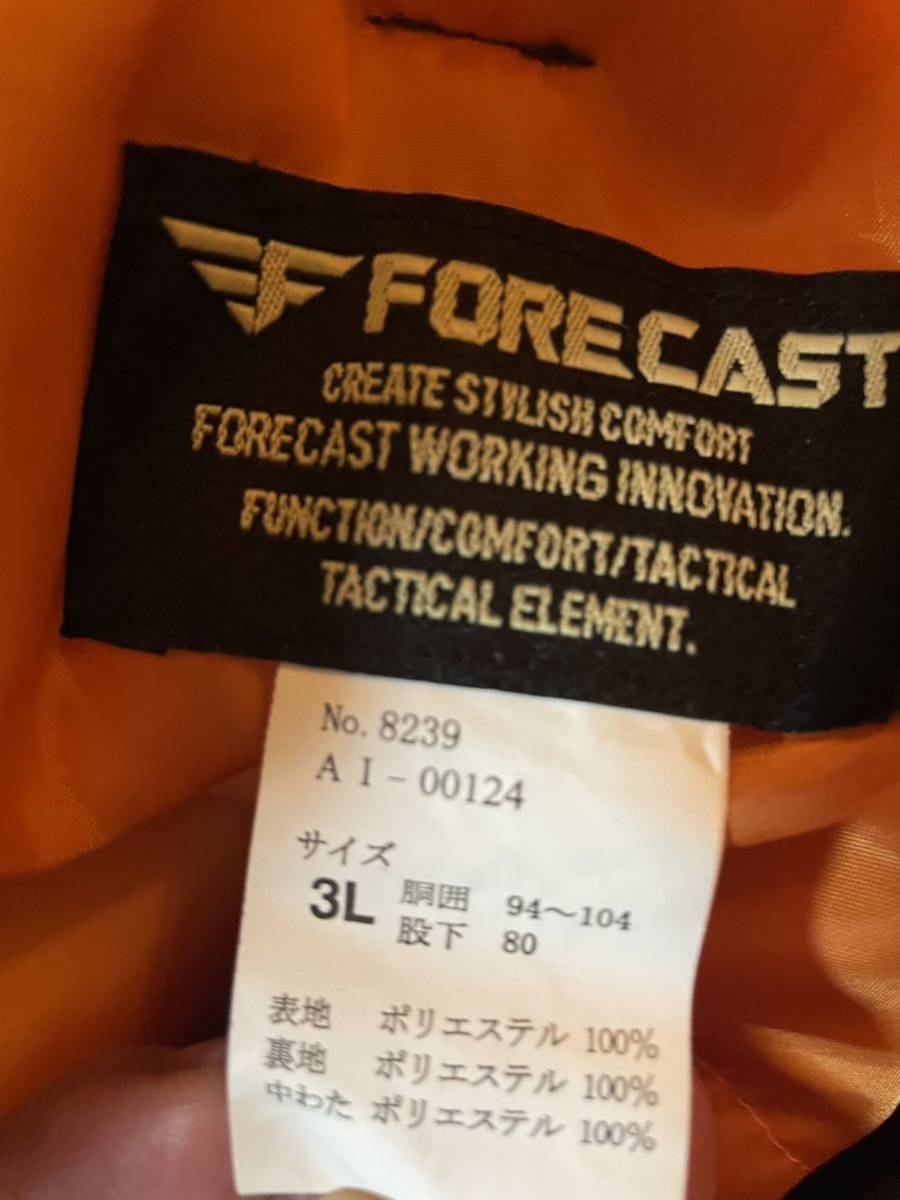 FORECAST
CREATE STYLISH COMFORT
FORECAST WORKING INNOVATION.
FUNCTION/COMFORT/TACTICAL
TACTICAL ELEMENT.
No. 8239
AI-00124
サイズ
3L 胴囲 94～104
股下 80
表地 ポリエステル 100%
裏地 ポリエステル 100%
中わた ポリエステル 100%